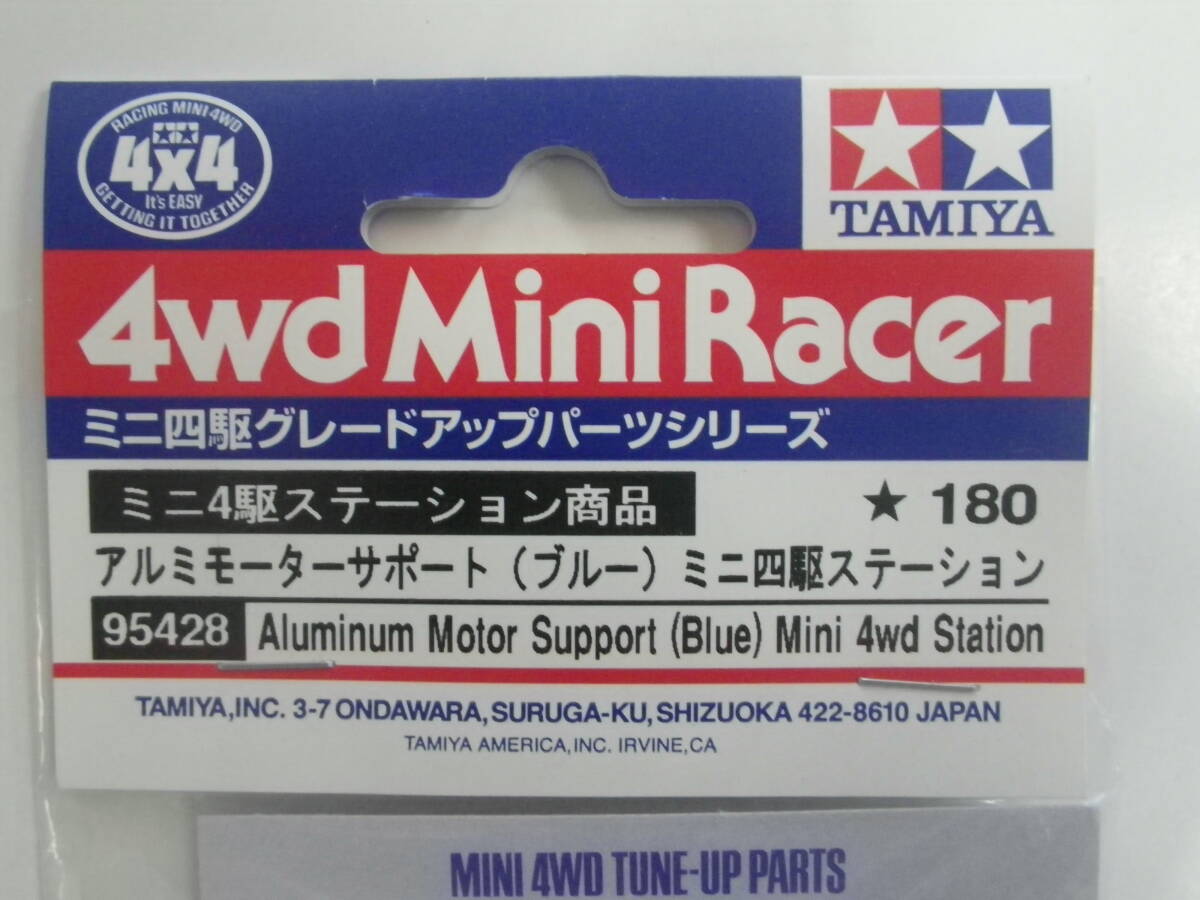 RACING MINI 4WD
4x4
It's EASY
GETTING IT TOGETHER
TAMIYA
4wd Mini Racer
ミニ四駆グレードアップパーツシリーズ
ミニ4駆ステーション商品
★ 180
アルミモーターサポート（ブルー）ミニ四駆ステーション
95428 Aluminum Motor Support (Blue) Mini 4wd Station
TAMIYA,INC. 3-7 ONDAWARA, SURUGA-KU, SHIZUOKA 422-8610 JAPAN
TAMIYA AMERICA,INC. IRVINE,CA
MINI 4WD TUNE-UP PARTS